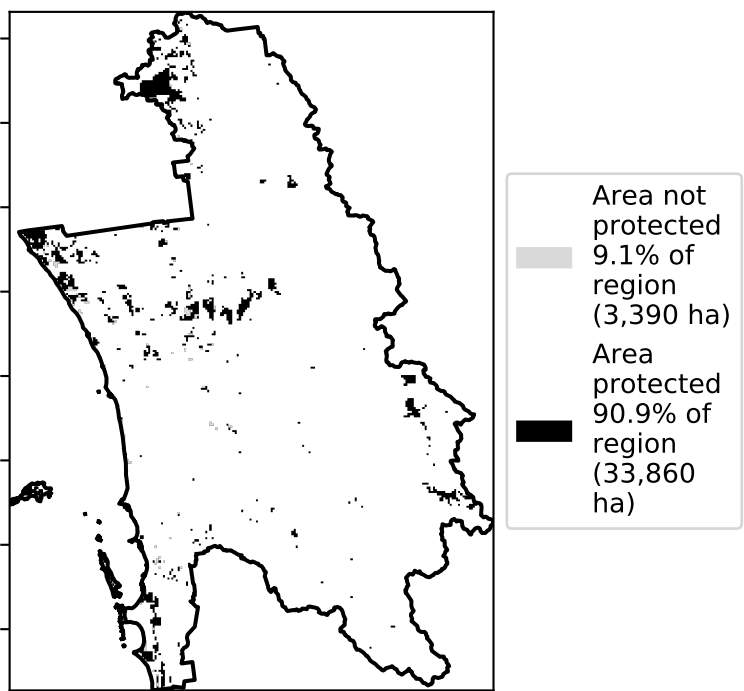 Area not
protected
9.1% of
region
(3,390 ha)
Area
protected
90.9% of
region
(33,860
ha)